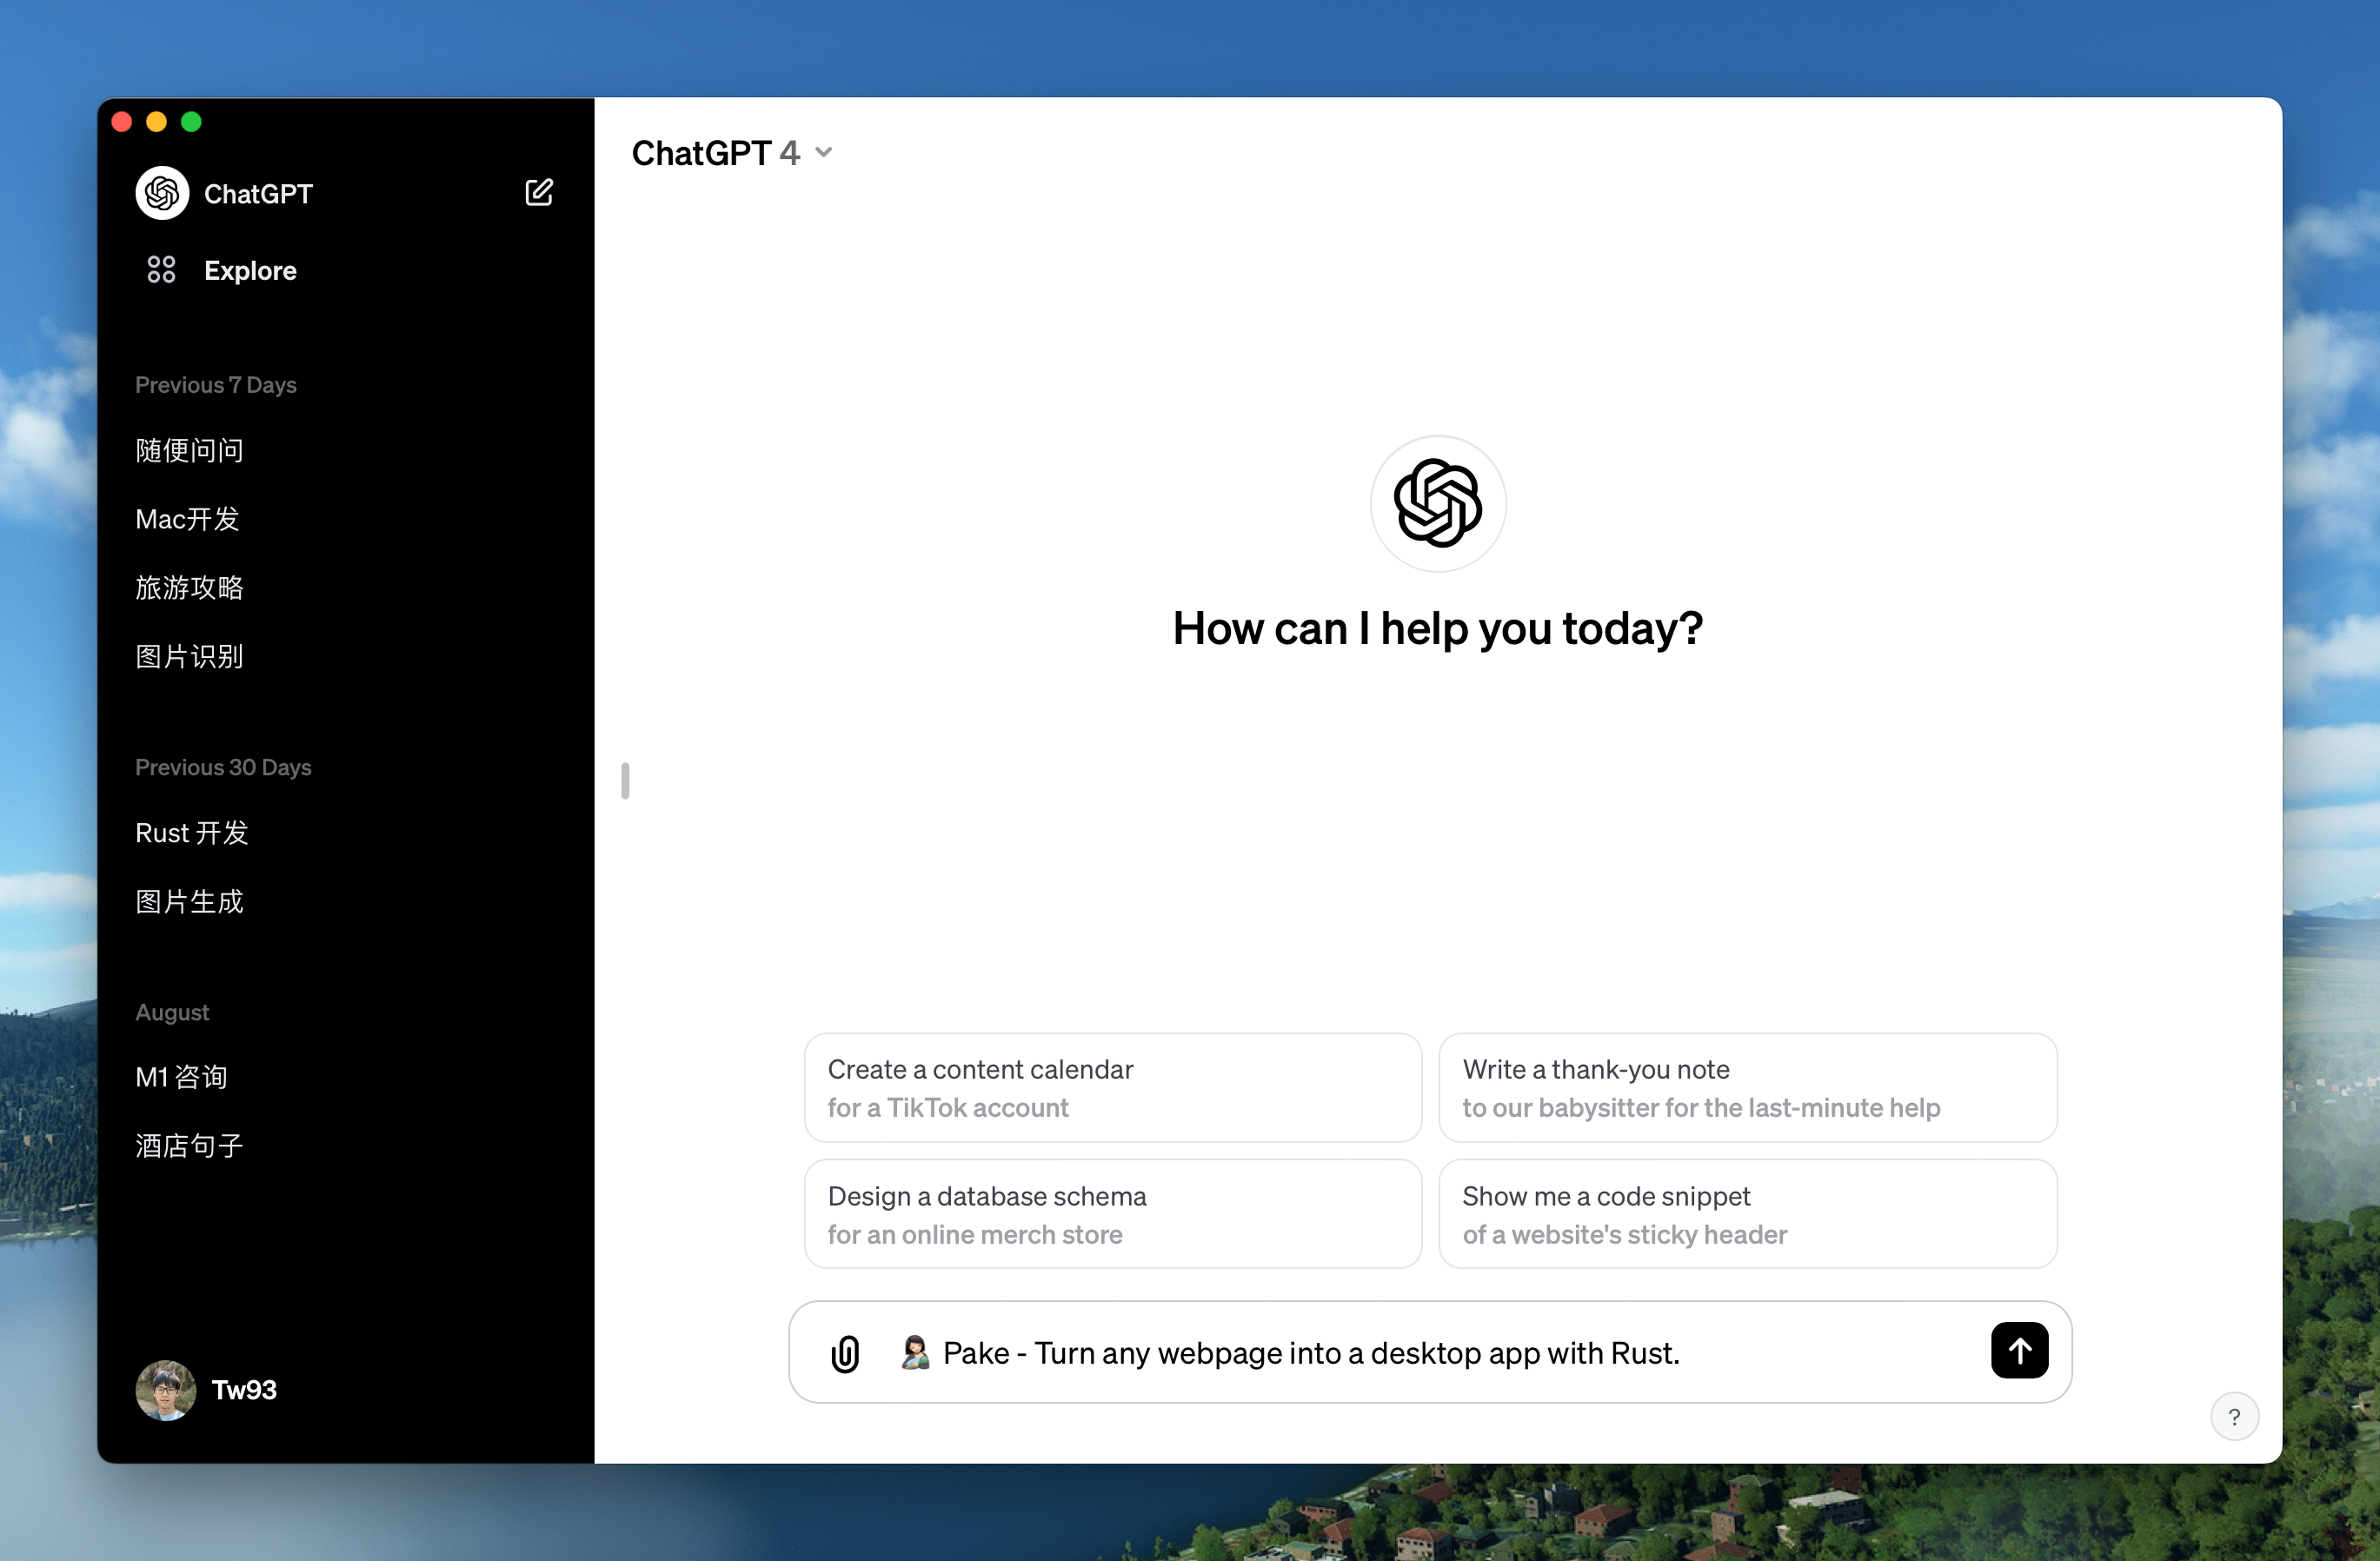 ChatGPT
Explore
Previous 7 Days
随便问问
Mac开发
旅游攻略
图片识别
Previous 30 Days
Rust 开发
图片生成
August
M1 咨询
酒店句子
Tw93
ChatGPT 4
How can I help you today?
Create a content calendar
for a TikTok account
Write a thank-you note
to our babysitter for the last-minute help
Design a database schema
for an online merch store
Show me a code snippet
of a website's sticky header
🤱🏻 Pake - Turn any webpage into a desktop app with Rust.
?